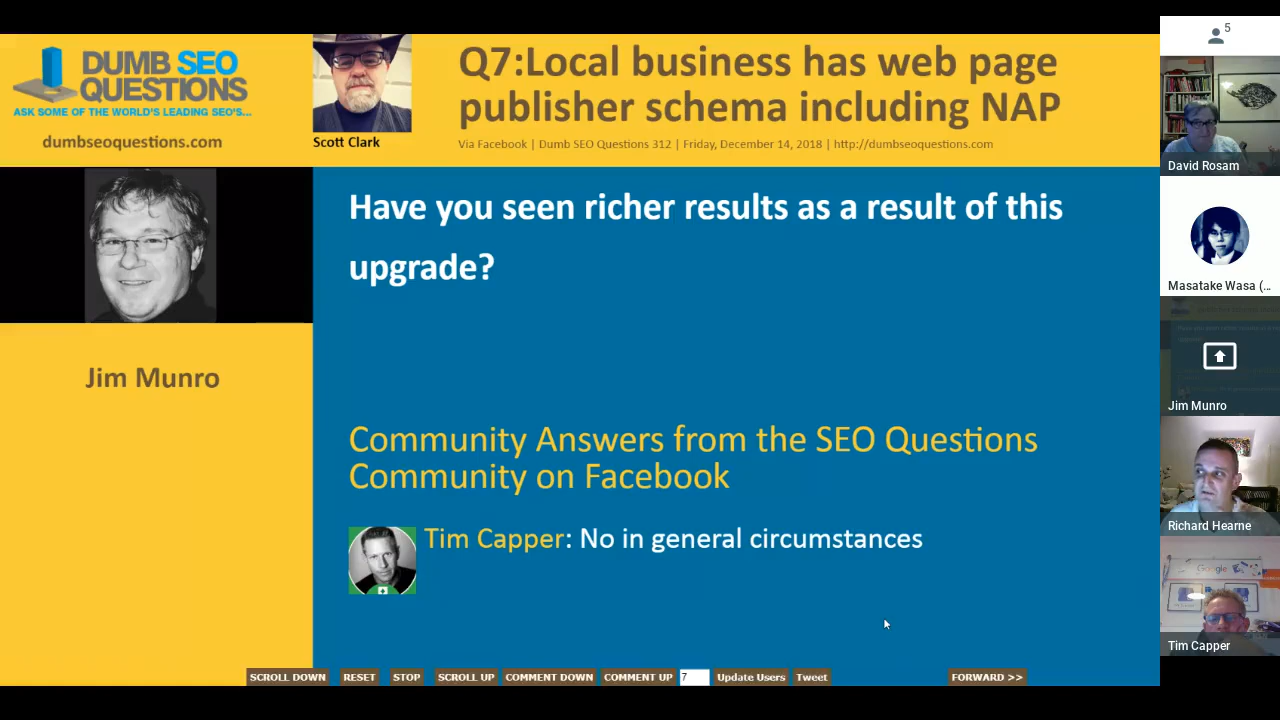 DUMB SEO
QUESTIONS
ASK SOME OF THE WORLD'S LEADING SEO'S...
dumbseoquestions.com
Scott Clark
Q7:Local business has web page
publisher schema including NAP
Via Facebook | Dumb SEO Questions 312 | Friday, December 14, 2018 | http://dumbseoquestions.com
Jim Munro
Have you seen richer results as a result of this
upgrade?
Community Answers from the SEO Questions
Community on Facebook
Tim Capper: No in general circumstances
SCROLL DOWN RESET STOP SCROLL UP COMMENT DOWN COMMENT UP 7 Update Users Tweet FORWARD >>
5
David Rosam
Masatake Wasa (...
Jim Munro
Richard Hearne
Google
Tim Capper